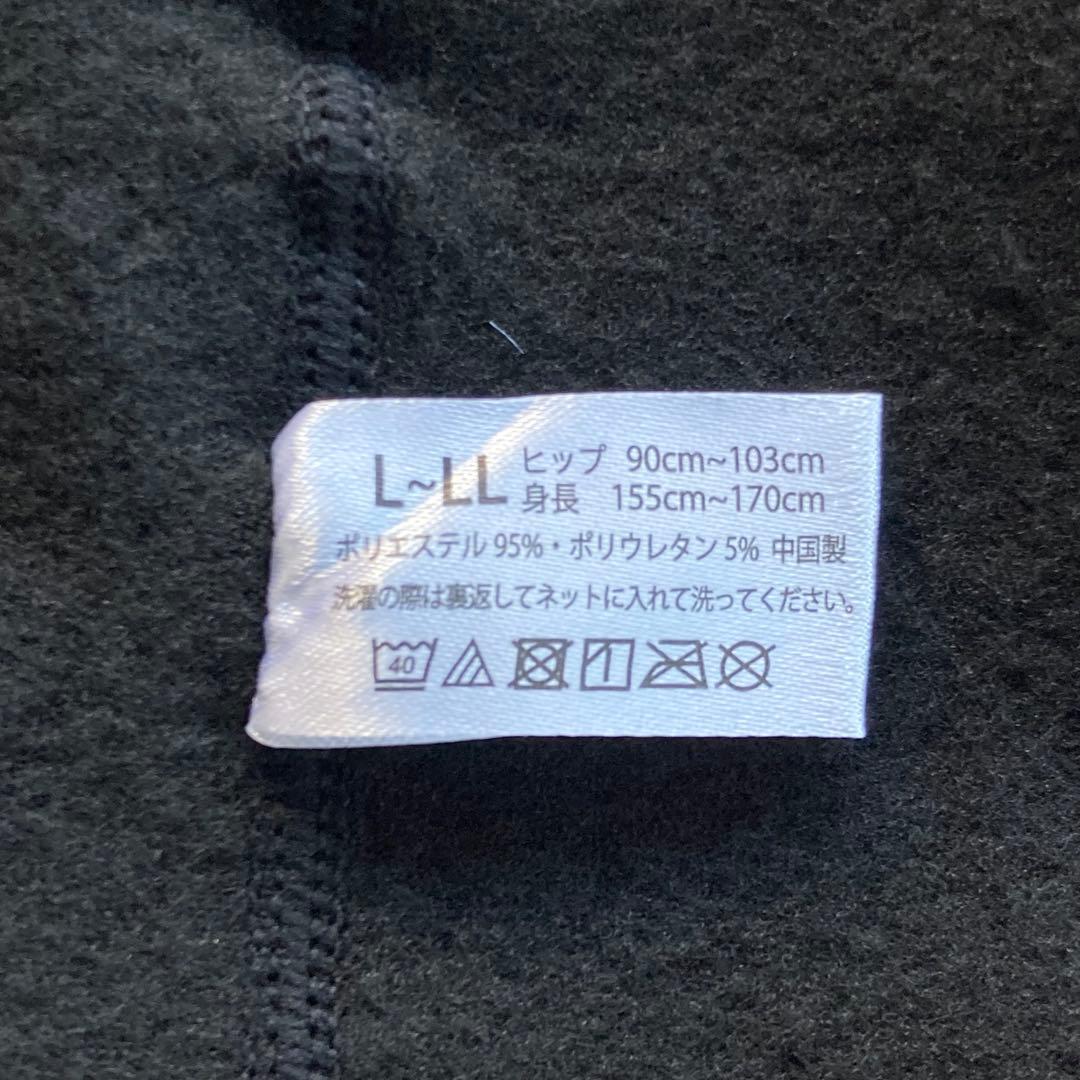 L~LL ヒップ 90cm~103cm
身長 155cm~170cm
ポリエステル 95%・ポリウレタン 5% 中国製
洗濯の際は裏返してネットに入れて洗ってください。
40